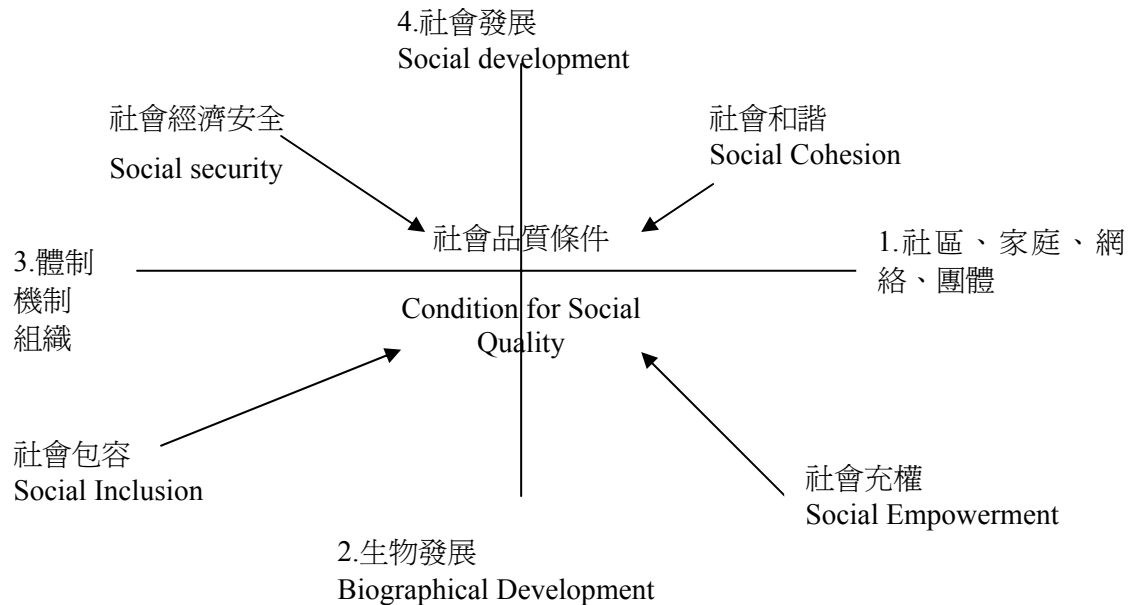 4.社會發展
Social development
社會經濟安全
Social security
社會和諧
Social Cohesion
社會品質條件
3.體制
機制
組織
1.社區、家庭、網
絡、團體
Condition for Social
Quality
社會包容
Social Inclusion
社會充權
Social Empowerment
2.生物發展
Biographical Development